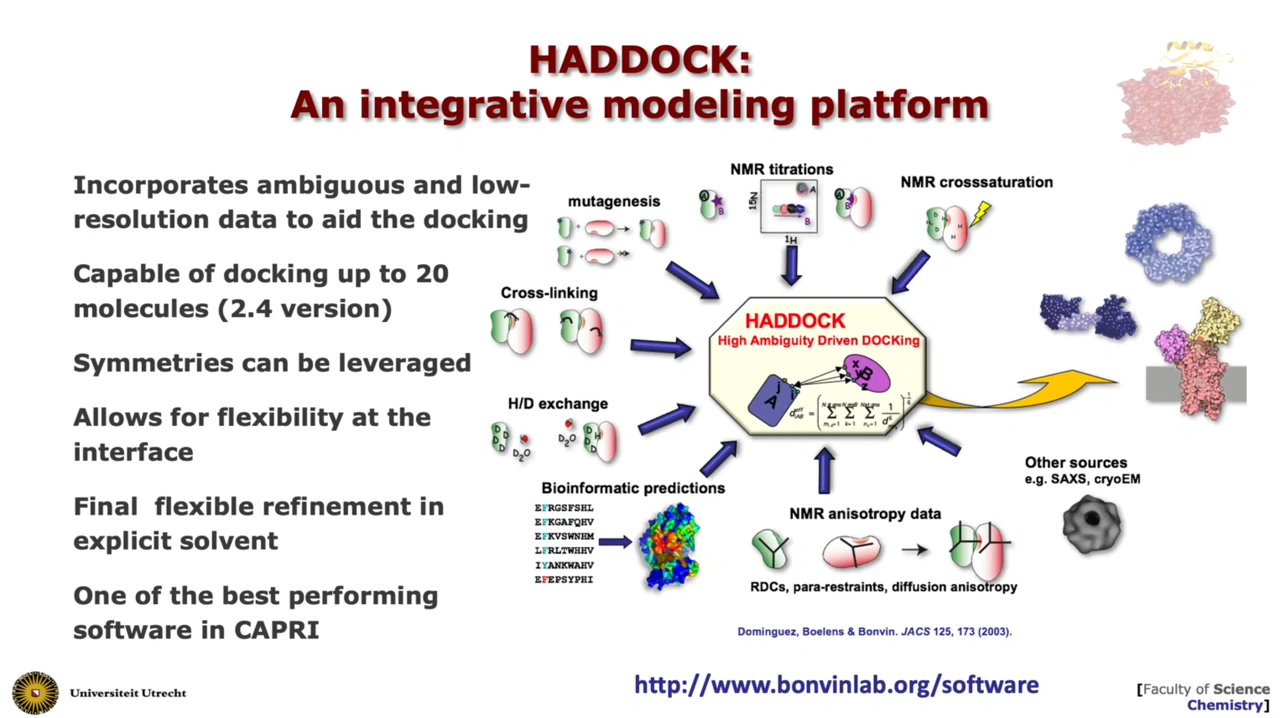 HADDOCK:
An integrative modeling platform
Incorporates ambiguous and low-
resolution data to aid the docking
Capable of docking up to 20
molecules (2.4 version)
Symmetries can be leveraged
Allows for flexibility at the
interface
Final flexible refinement in
explicit solvent
One of the best performing
software in CAPRI
mutagenesis
NMR titrations
15N
1H
A
B
A
B
A
B
NMR crosssaturation
D
D
D
H
H
Cross-linking
H/D exchange
D
D
D
D
D2O
D2O
D
H
D
D
Bioinformatic predictions
EFRGSFSHL
EFKGAFQHV
EFKVSWNHM
LFRLTWHHV
IYANKWAHV
EFEPSYPHI
HADDOCK
High Ambiguity Driven DOCKing
A
B
x
y
z
i
j
NMR anisotropy data
RDCs, para-restraints, diffusion anisotropy
Other sources
e.g. SAXS, cryoEM
Dominguez, Boelens & Bonvin. JACS 125, 173 (2003).
Universiteit Utrecht
http://www.bonvinlab.org/software
[Faculty of Science
Chemistry]